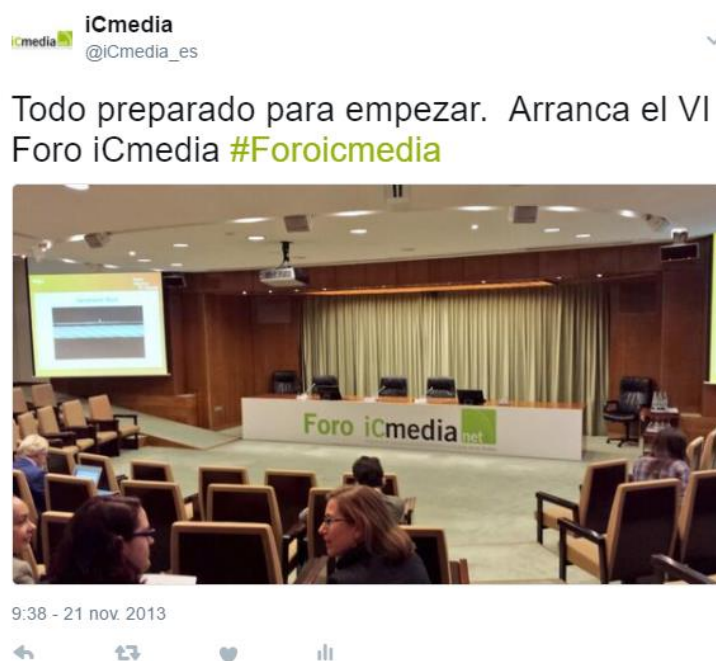 iCmedia
iCmedia
@iCmedia_es
Todo preparado para empezar. Arranca el VI
Foro iCmedia #Foroicmedia
Foro iCmedia net
9:38 - 21 nov. 2013